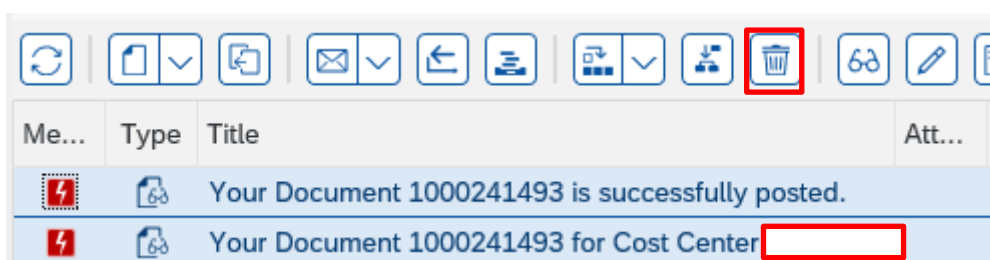 Me... Type Title Att...
Your Document 1000241493 is successfully posted.
Your Document 1000241493 for Cost Center